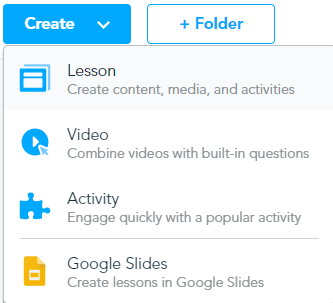 Create
+ Folder
Lesson
Create content, media, and activities
Video
Combine videos with built-in questions
Activity
Engage quickly with a popular activity
Google Slides
Create lessons in Google Slides